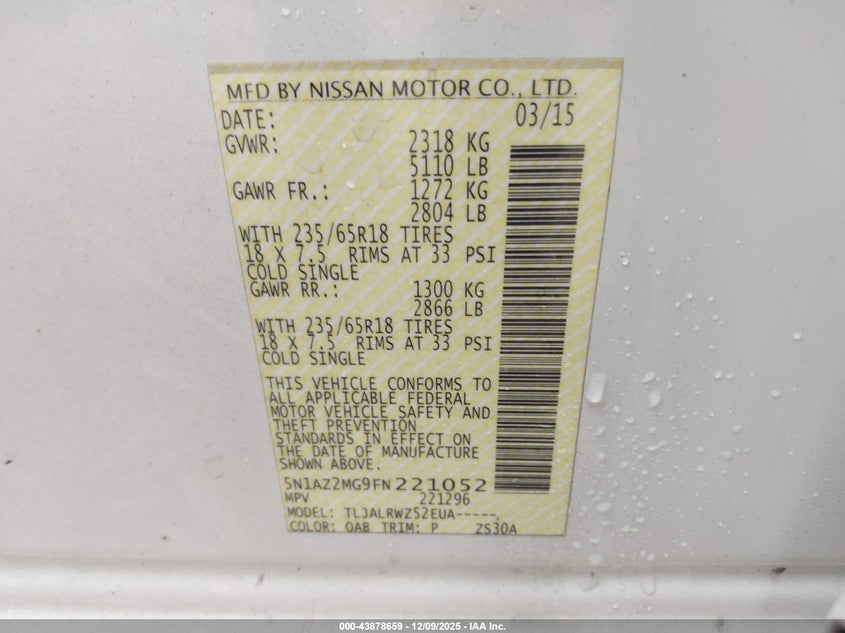 MFD BY NISSAN MOTOR CO., LTD.
DATE: 03/15
GVWR: 2318 KG
5110 LB
GAWR FR.: 1272 KG
2804 LB
WITH 235/65R18 TIRES
18 X 7.5 RIMS AT 33 PSI
COLD SINGLE
GAWR RR.: 1300 KG
2866 LB
WITH 235/65R18 TIRES
18 X 7.5 RIMS AT 33 PSI
COLD SINGLE
THIS VEHICLE CONFORMS TO
ALL APPLICABLE FEDERAL
MOTOR VEHICLE SAFETY AND
THEFT PREVENTION
STANDARDS IN EFFECT ON
THE DATE OF MANUFACTURE
SHOWN ABOVE.
5N1AZ2MG9FN221052
MPV 221296
MODEL: TLJALRWZ52EUA-----
COLOR: QAB TRIM: P ZS30A
000-43878659 - 12/09/2025 - IAA Inc.